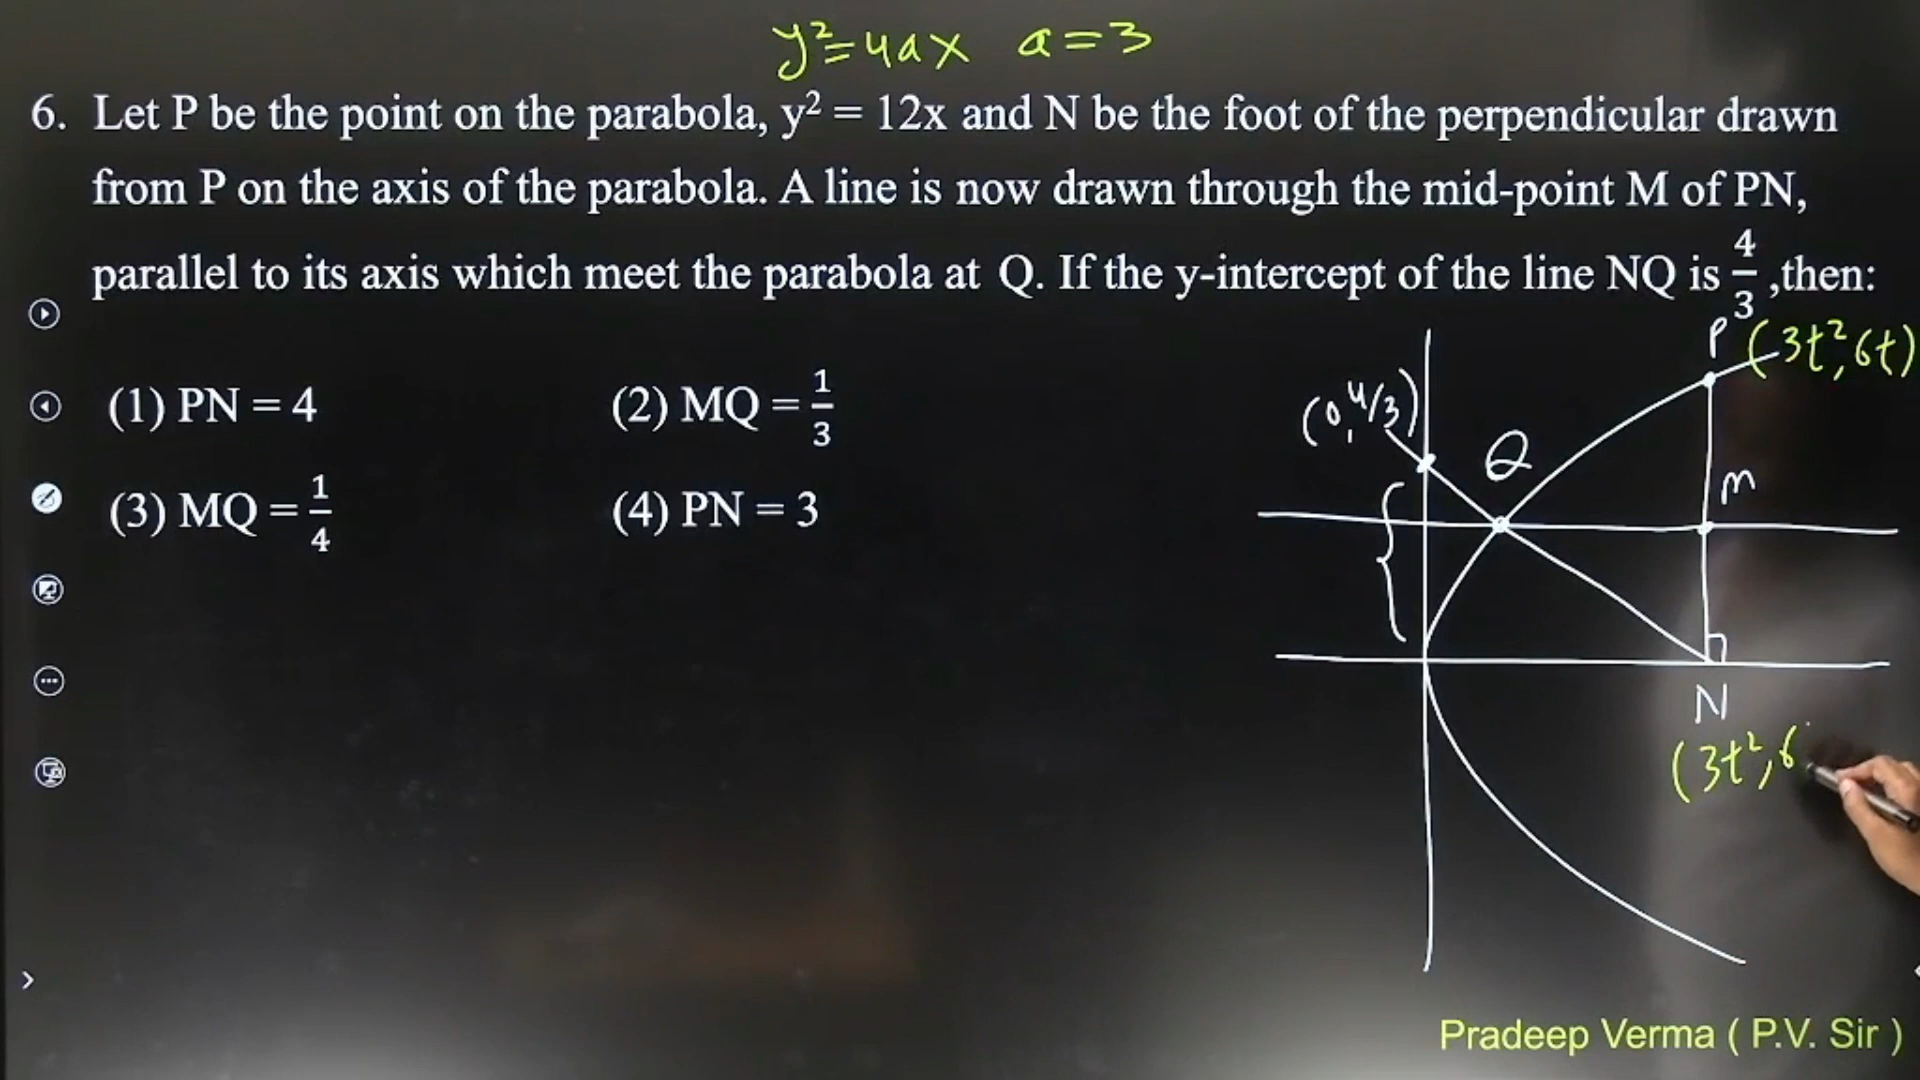 y²=4ax a=3
6. Let P be the point on the parabola, y² = 12x and N be the foot of the perpendicular drawn
from P on the axis of the parabola. A line is now drawn through the mid-point M of PN,
parallel to its axis which meet the parabola at Q. If the y-intercept of the line NQ is 4/3 ,then:
(1) PN = 4
(2) MQ = 1/3
(3) MQ = 1/4
(4) PN = 3
P (3t²,6t)
(0,4/3)
Q
M
N
(3t²,6
Pradeep Verma ( P.V. Sir )